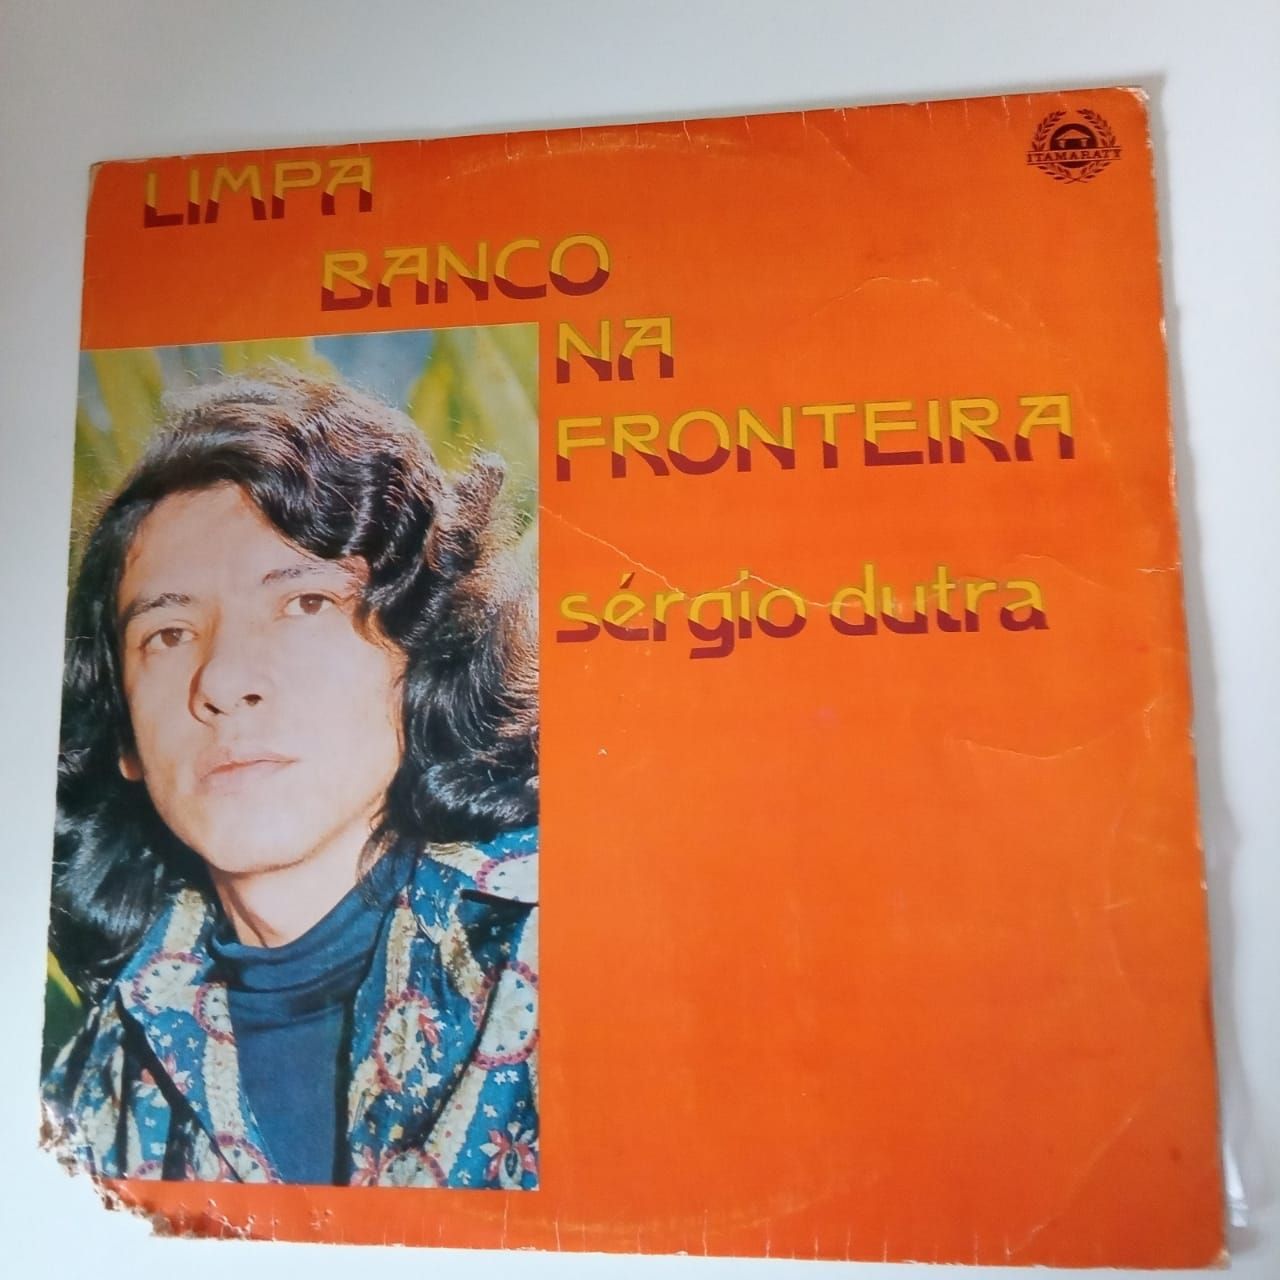 ITAMARATY
LIMPA
BANCO
NA
FRONTEIRA
sérgio dutra